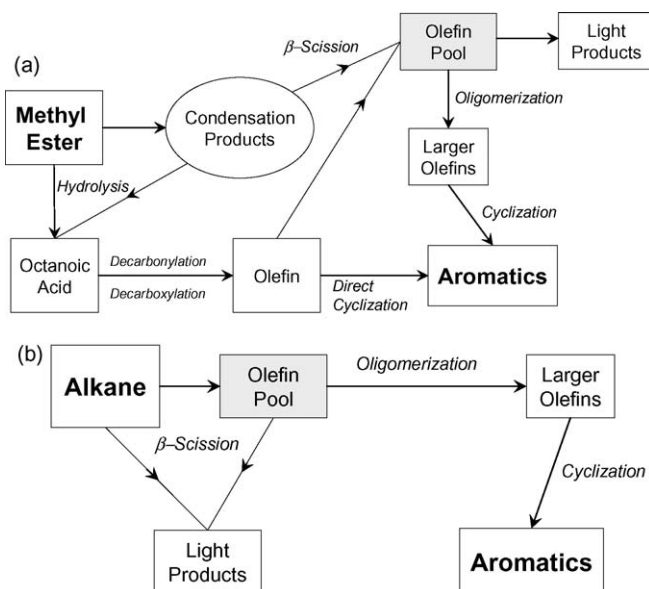 (a)
β–Scission
Olefin
Pool
Light
Products
Methyl
Ester
Condensation
Products
Oligomerization
Larger
Olefins
Hydrolysis
Cyclization
Octanoic
Acid
Decarbonylation
Decarboxylation
Olefin
Direct
Cyclization
Aromatics
(b)
Alkane
Olefin
Pool
Oligomerization
Larger
Olefins
β–Scission
Cyclization
Light
Products
Aromatics